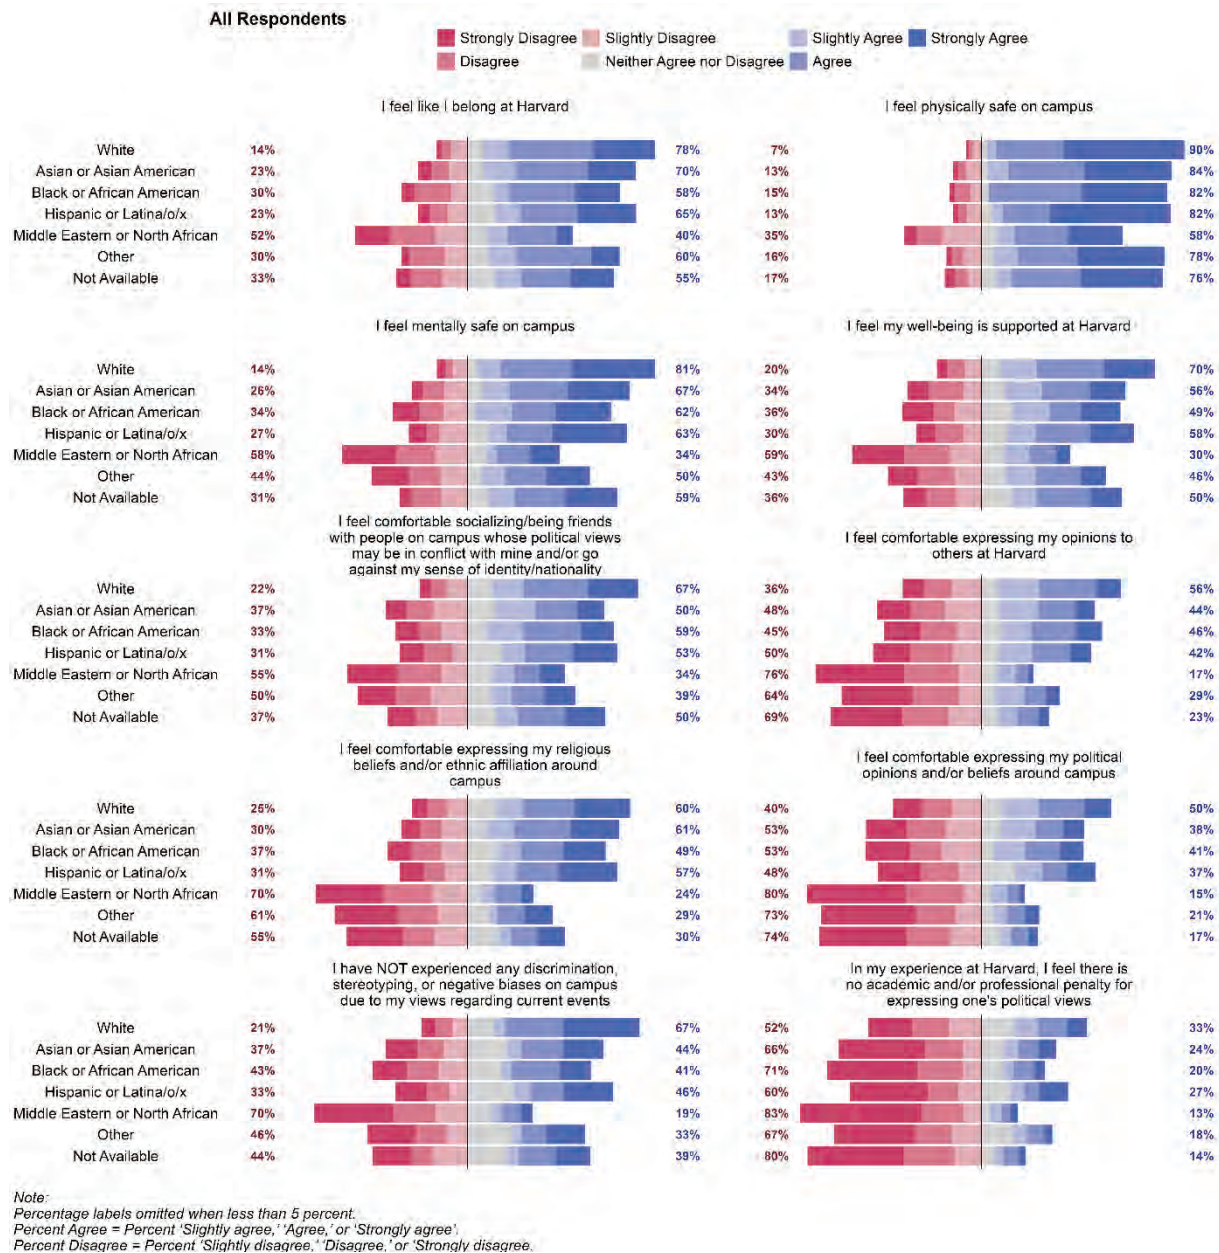 All Respondents
Strongly Disagree Slightly Disagree Slightly Agree Strongly Agree
Disagree Neither Agree nor Disagree Agree
I feel like I belong at Harvard I feel physically safe on campus
White 14% 78% 7% 90%
Asian or Asian American 23% 70% 13% 84%
Black or African American 30% 58% 15% 82%
Hispanic or Latina/o/x 23% 65% 13% 82%
Middle Eastern or North African 52% 40% 35% 58%
Other 30% 60% 16% 78%
Not Available 33% 55% 17% 76%
I feel mentally safe on campus I feel my well-being is supported at Harvard
White 14% 81% 20% 70%
Asian or Asian American 26% 67% 34% 56%
Black or African American 34% 62% 36% 49%
Hispanic or Latina/o/x 27% 63% 30% 58%
Middle Eastern or North African 58% 34% 59% 30%
Other 44% 50% 43% 46%
Not Available 31% 59% 36% 50%
I feel comfortable socializing/being friends
with people on campus whose political views
may be in conflict with mine and/or go
against my sense of identity/nationality
I feel comfortable expressing my opinions to
others at Harvard
White 22% 67% 36% 56%
Asian or Asian American 37% 50% 48% 44%
Black or African American 33% 59% 45% 46%
Hispanic or Latina/o/x 31% 53% 50% 42%
Middle Eastern or North African 55% 34% 76% 17%
Other 50% 39% 64% 29%
Not Available 37% 50% 69% 23%
I feel comfortable expressing my religious
beliefs and/or ethnic affiliation around
campus
I feel comfortable expressing my political
opinions and/or beliefs around campus
White 25% 60% 40% 50%
Asian or Asian American 30% 61% 53% 38%
Black or African American 37% 49% 53% 41%
Hispanic or Latina/o/x 31% 57% 48% 37%
Middle Eastern or North African 70% 24% 80% 15%
Other 61% 29% 73% 21%
Not Available 55% 30% 74% 17%
I have NOT experienced any discrimination,
stereotyping, or negative biases on campus
due to my views regarding current events
In my experience at Harvard, I feel there is
no academic and/or professional penalty for
expressing one's political views
White 21% 67% 52% 33%
Asian or Asian American 37% 44% 66% 24%
Black or African American 43% 41% 71% 20%
Hispanic or Latina/o/x 33% 46% 60% 27%
Middle Eastern or North African 70% 19% 83% 13%
Other 46% 33% 67% 18%
Not Available 44% 39% 80% 14%
Note:
Percentage labels omitted when less than 5 percent.
Percent Agree = Percent 'Slightly agree,' 'Agree,' or 'Strongly agree'.
Percent Disagree = Percent 'Slightly disagree,' 'Disagree,' or 'Strongly disagree.